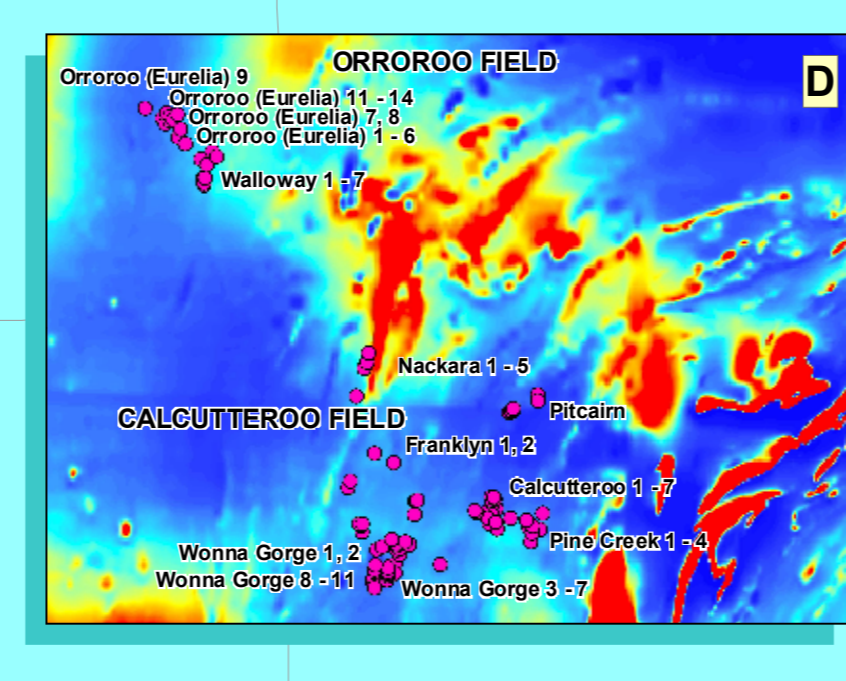 ORROROO FIELD
D
Orroroo (Eurelia) 9
Orroroo (Eurelia) 11 - 14
Orroroo (Eurelia) 7, 8
Orroroo (Eurelia) 1 - 6
Walloway 1 - 7
Nackara 1 - 5
Pitcairn
CALCUTTEROO FIELD
Franklyn 1, 2
Calcutteroo 1 - 7
Pine Creek 1 - 4
Wonna Gorge 1, 2
Wonna Gorge 8 - 11
Wonna Gorge 3 - 7